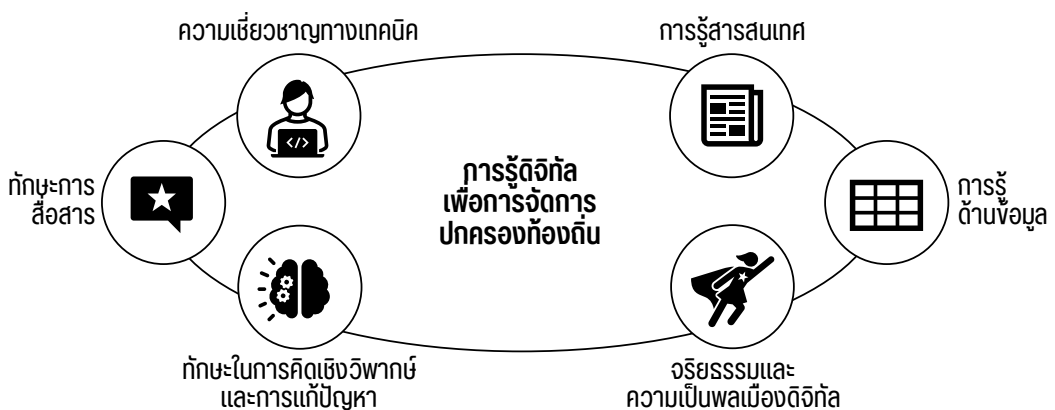 ความเชี่ยวชาญทางเทคนิค
การรู้สารสนเทศ
ทักษะการ
สื่อสาร
</>
การรู้ดิจิทัล
เพื่อการจัดการ
ปกครองท้องถิ่น
การรู้
ด้านข้อมูล
ทักษะในการคิดเชิงวิพากษ์
และการแก้ปัญหา
จริยธรรมและ
ความเป็นพลเมืองดิจิทัล